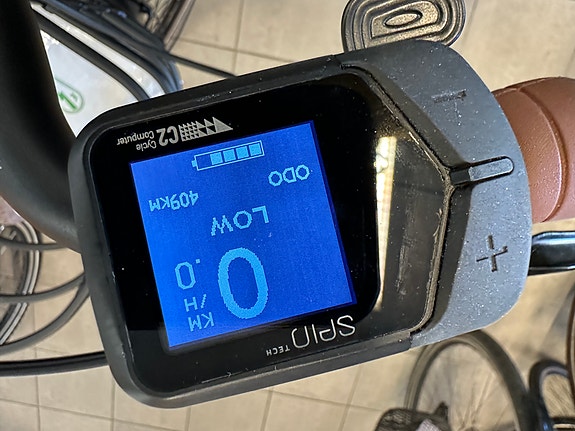 SPIN TECH
0.0
KM
/H
LOW
ODO 409KM
C2 Cycle
Computer
+
−